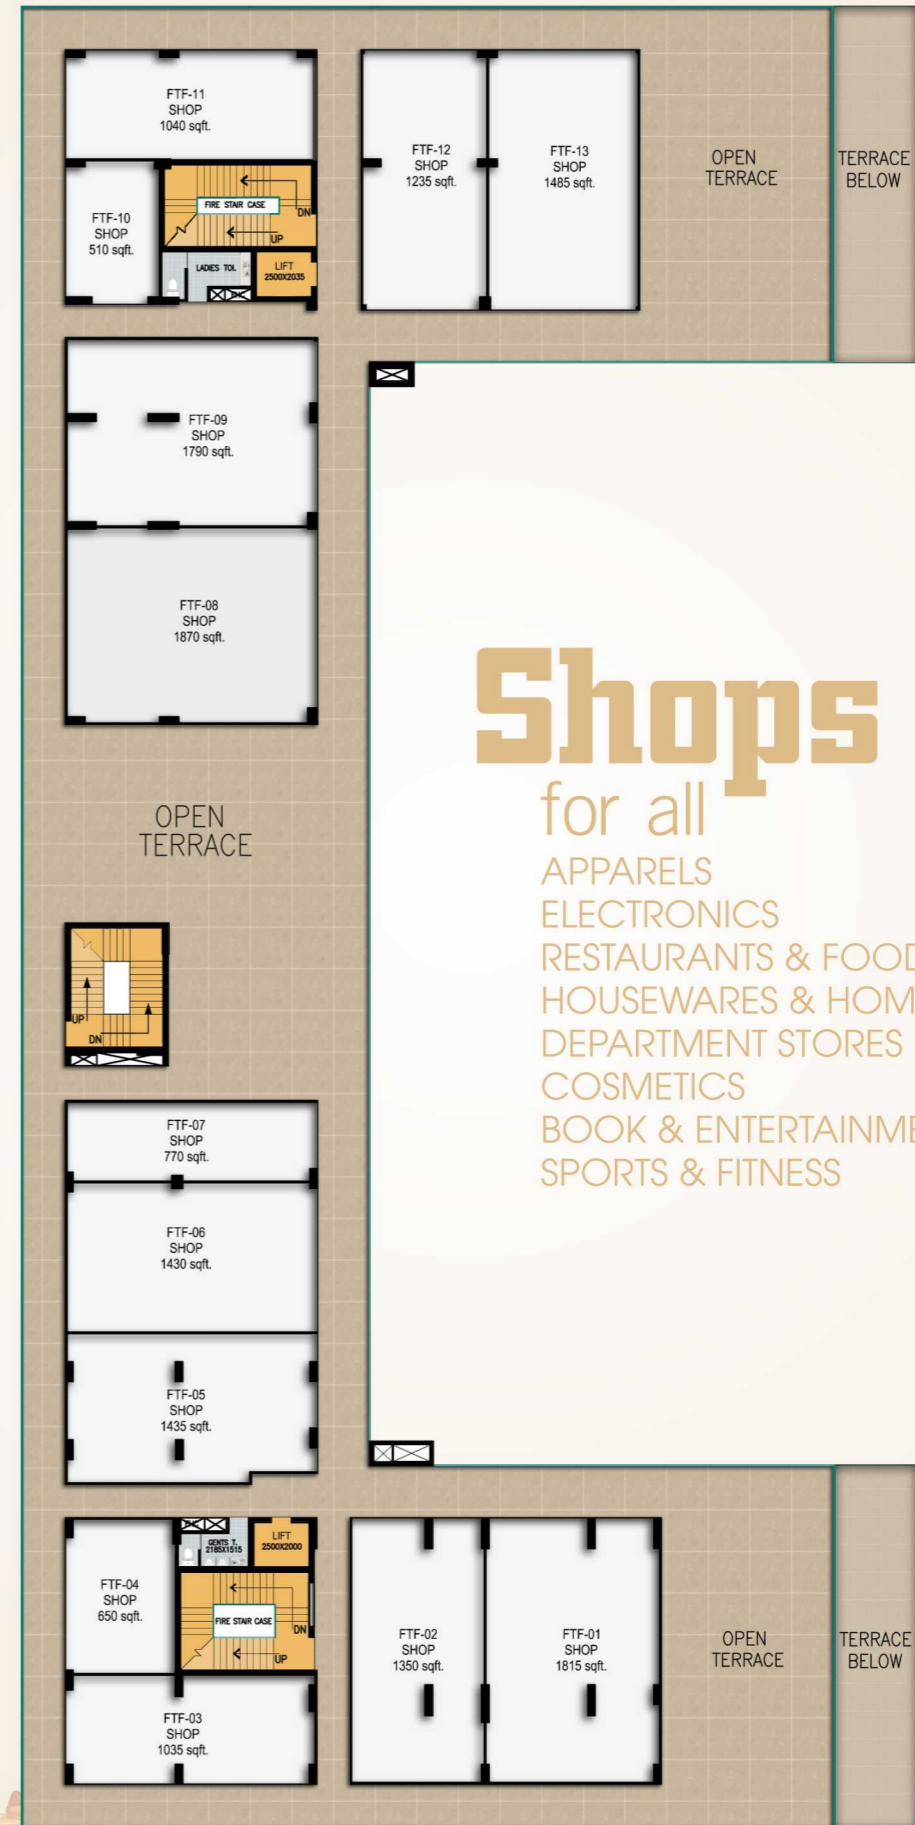 FTF-11
SHOP
1040 sqft.
FTF-12
SHOP
1235 sqft.
FTF-13
SHOP
1485 sqft.
OPEN
TERRACE
TERRACE
BELOW
FTF-10
SHOP
510 sqft.
FIRE STAIR CASE
DN
UP
LADIES TOI.
LIFT
2500X2035
FTF-09
SHOP
1790 sqft.
FTF-08
SHOP
1870 sqft.
Shops
for all
APPARELS
ELECTRONICS
RESTAURANTS & FOOD
HOUSEWARES & HOM
DEPARTMENT STORES
COSMETICS
BOOK & ENTERTAINME
SPORTS & FITNESS
OPEN
TERRACE
UP
DN
FTF-07
SHOP
770 sqft.
FTF-06
SHOP
1430 sqft.
FTF-05
SHOP
1435 sqft.
GENTS T.
2185X1515
LIFT
2500X2000
FTF-04
SHOP
650 sqft.
FIRE STAIR CASE
DN
UP
FTF-02
SHOP
1350 sqft.
FTF-01
SHOP
1815 sqft.
OPEN
TERRACE
TERRACE
BELOW
FTF-03
SHOP
1035 sqft.